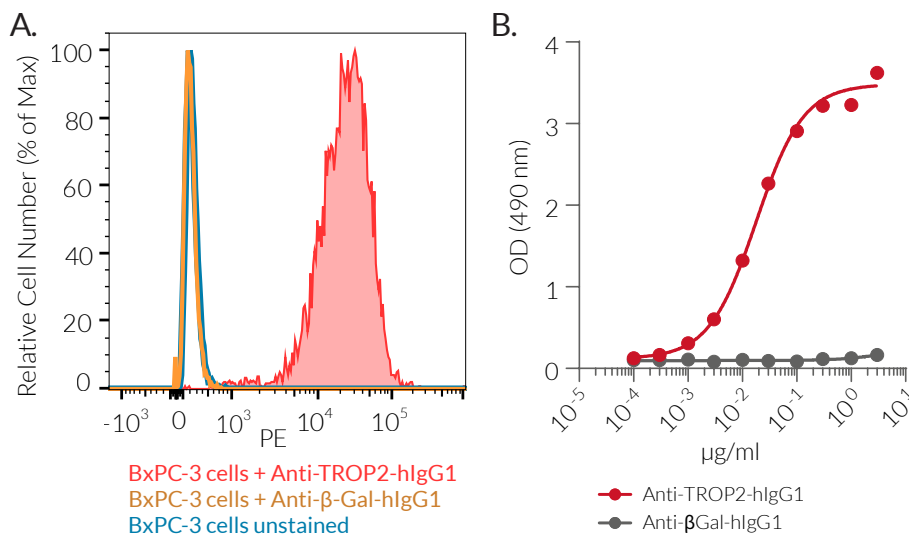 A.
Relative Cell Number (% of Max)
100
80
60
40
20
0
-10³ 0 10³ 10⁴ 10⁵
PE
BxPC-3 cells + Anti-TROP2-hIgG1
BxPC-3 cells + Anti-β-Gal-hIgG1
BxPC-3 cells unstained
B.
OD (490 nm)
4
3
2
1
0
10⁻⁵ 10⁻⁴ 10⁻³ 10⁻² 10⁻¹ 10⁰ 10¹
µg/ml
Anti-TROP2-hIgG1
Anti-βGal-hIgG1